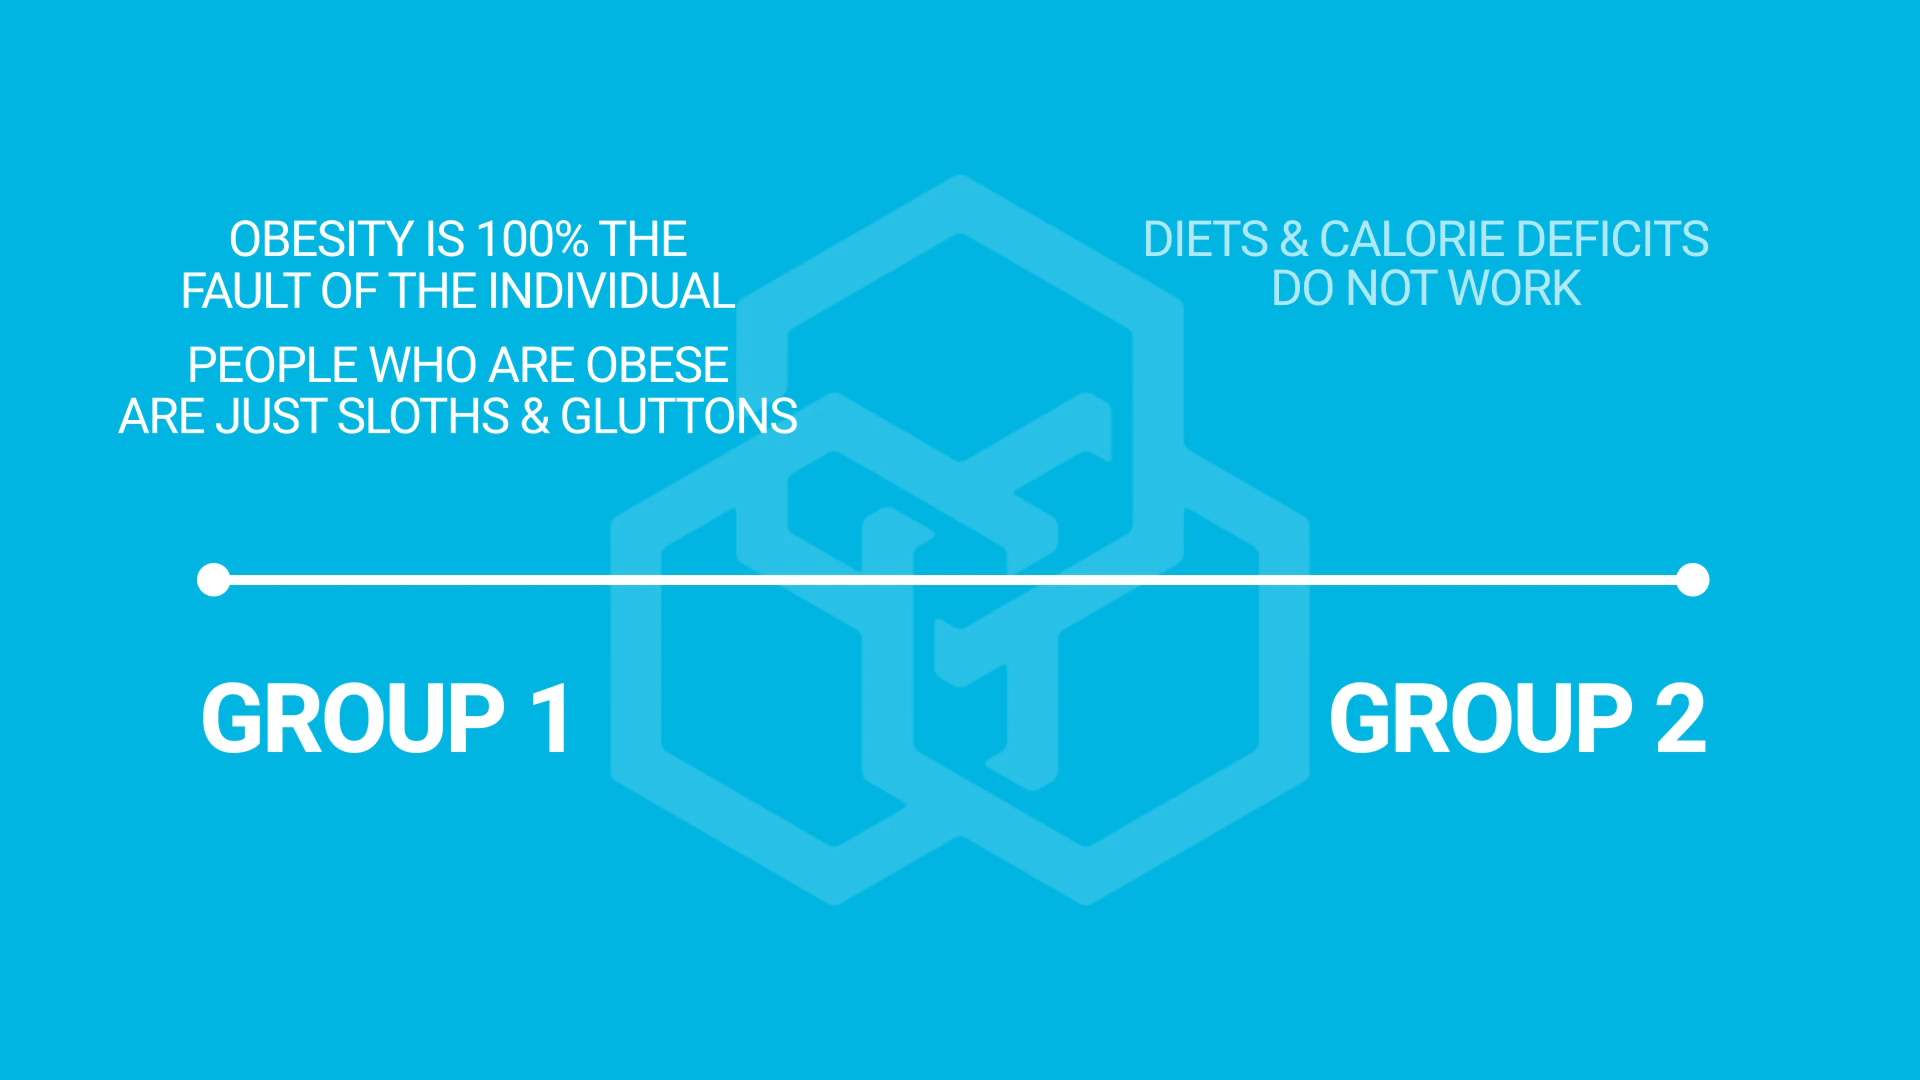 OBESITY IS 100% THE
FAULT OF THE INDIVIDUAL
PEOPLE WHO ARE OBESE
ARE JUST SLOTHS & GLUTTONS
DIETS & CALORIE DEFICITS
DO NOT WORK
GROUP 1
GROUP 2